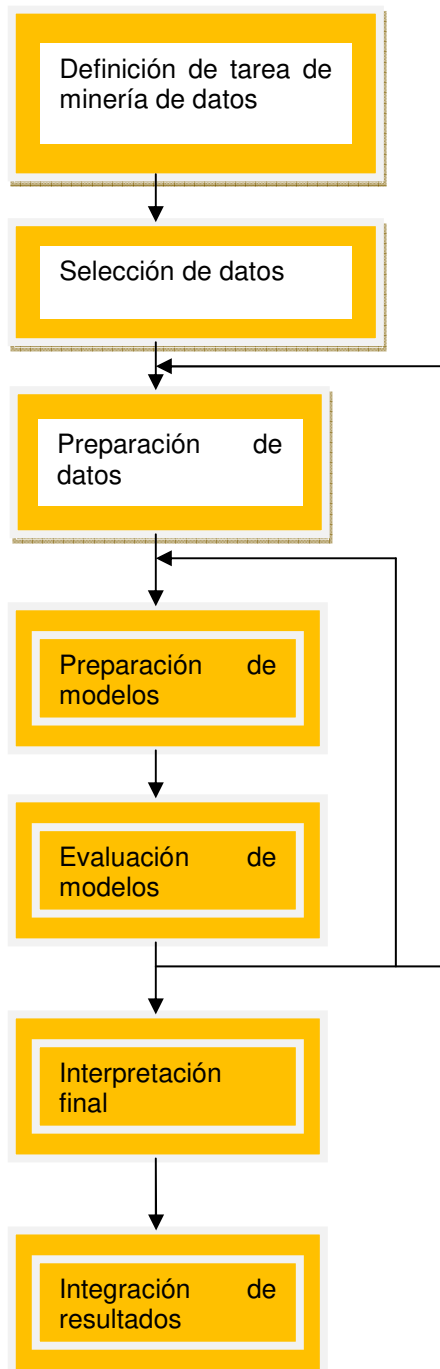 Definición de tarea de
minería de datos
Selección de datos
Preparación de
datos
Preparación de
modelos
Evaluación de
modelos
Interpretación
final
Integración de
resultados